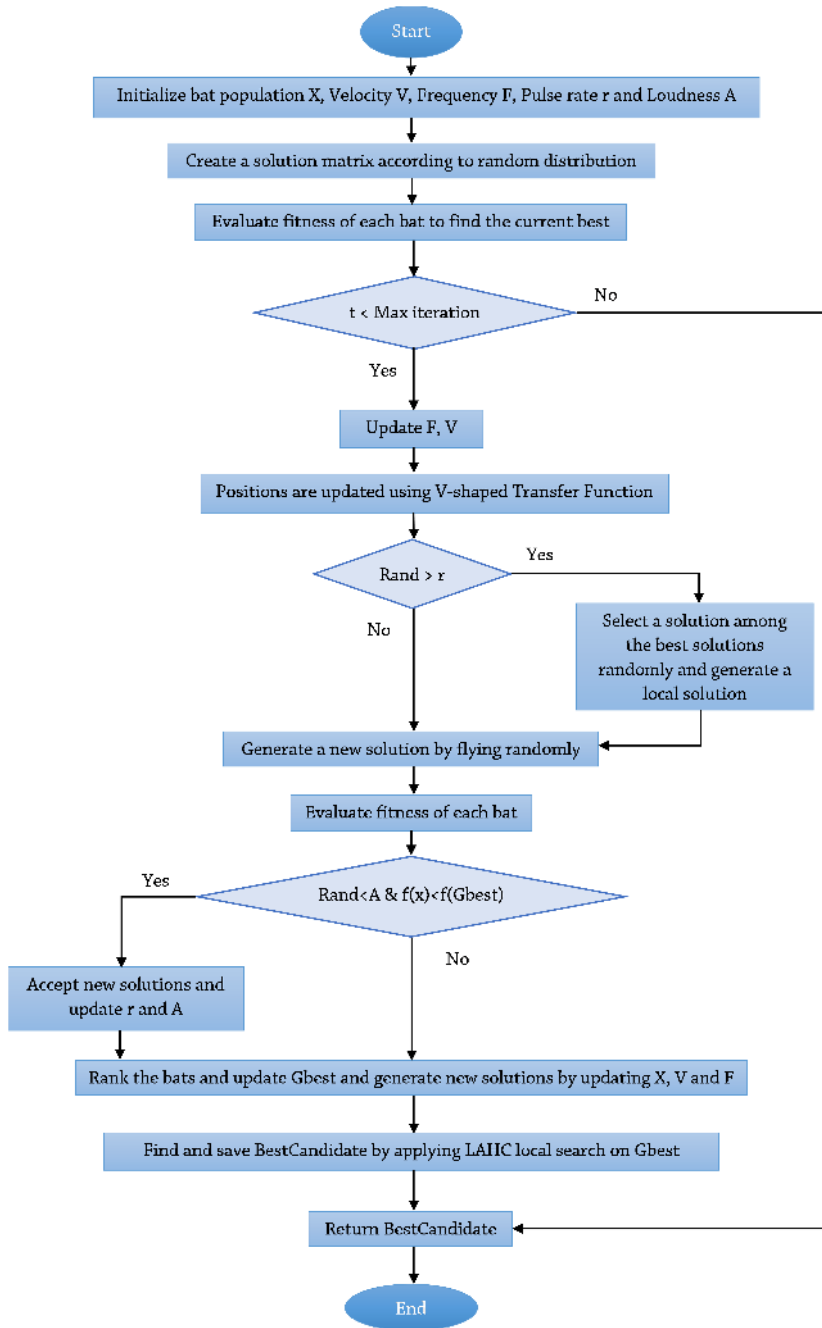 Start
Initialize bat population X, Velocity V, Frequency F, Pulse rate r and Loudness A
Create a solution matrix according to random distribution
Evaluate fitness of each bat to find the current best
t < Max iteration
No
Yes
Update F, V
Positions are updated using V-shaped Transfer Function
Rand > r
Yes
No
Select a solution among
the best solutions
randomly and generate a
local solution
Generate a new solution by flying randomly
Evaluate fitness of each bat
Rand<A & f(x)<f(Gbest)
Yes
No
Accept new solutions and
update r and A
Rank the bats and update Gbest and generate new solutions by updating X, V and F
Find and save BestCandidate by applying LAHC local search on Gbest
Return BestCandidate
End